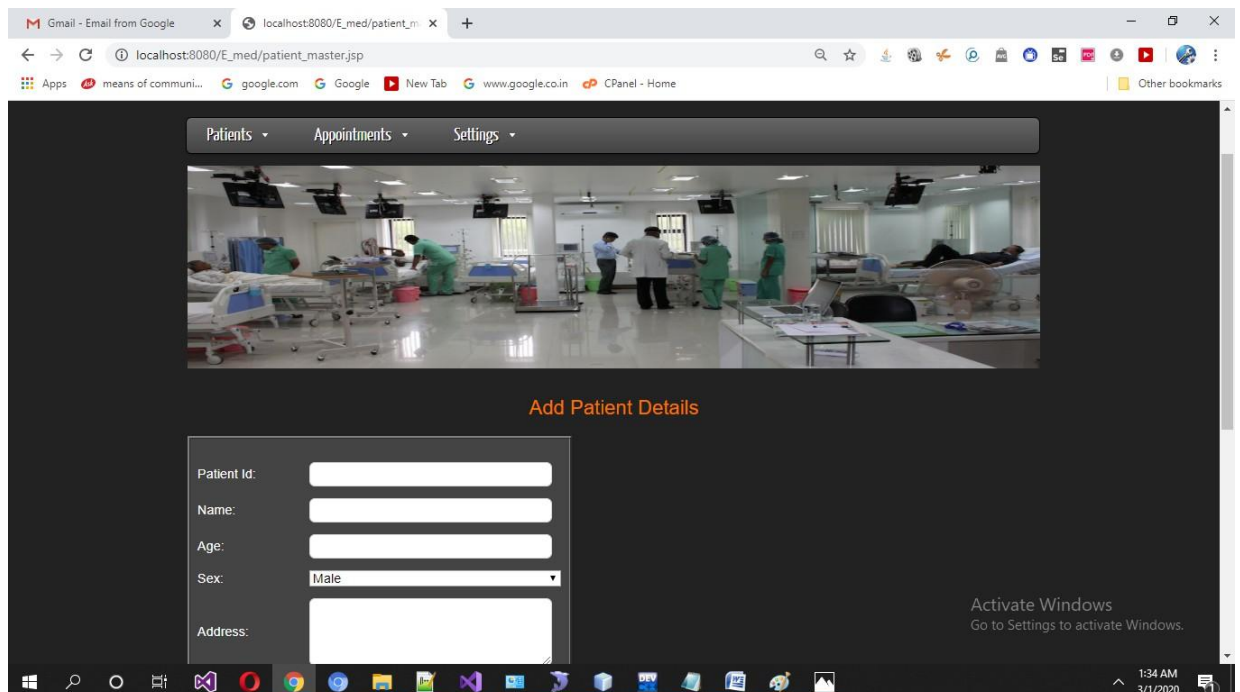 Gmail - Email from Google
localhost:8080/E_med/patient_m
localhost:8080/E_med/patient_master.jsp
Apps means of communi... google.com Google New Tab www.google.co.in CPanel - Home Other bookmarks
Patients Appointments Settings
Add Patient Details
Patient Id:
Name:
Age:
Sex: Male
Address:
Activate Windows
Go to Settings to activate Windows.
1:34 AM
3/1/2020